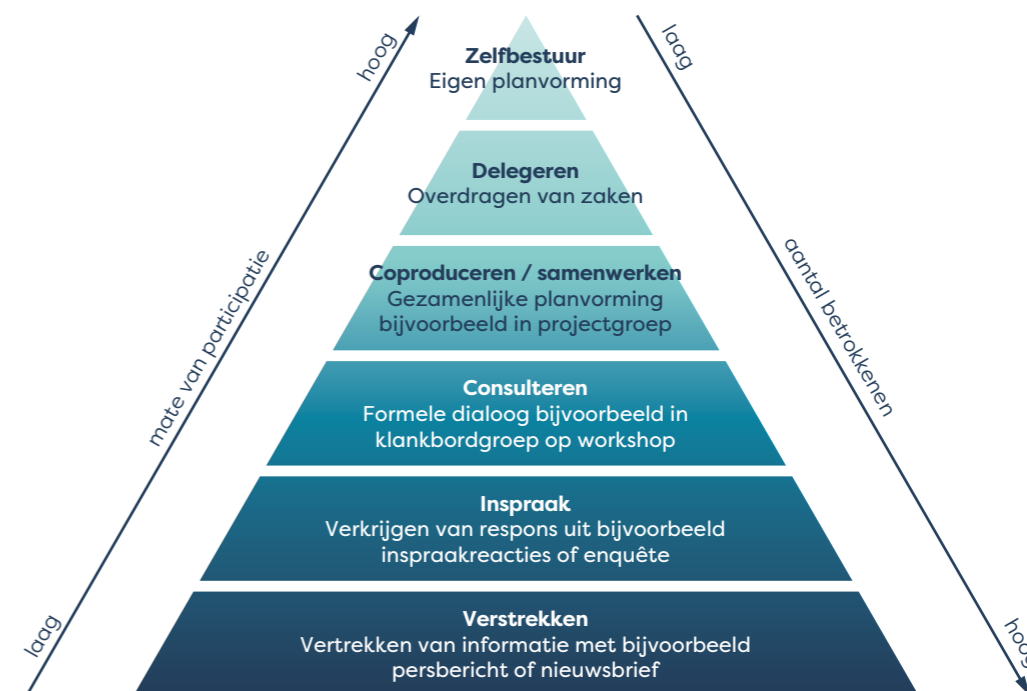 hoog
laag
Zelfbestuur
Eigen planvorming
Delegeren
Overdragen van zaken
mate van participatie
aantal betrokkenen
Coproduceren / samenwerken
Gezamenlijke planvorming
bijvoorbeeld in projectgroep
Consulteren
Formele dialoog bijvoorbeeld in
klankbordgroep op workshop
Inspraak
Verkrijgen van respons uit bijvoorbeeld
inspraakreacties of enquête
laag
hoog
Verstrekken
Vertrekken van informatie met bijvoorbeeld
persbericht of nieuwsbrief